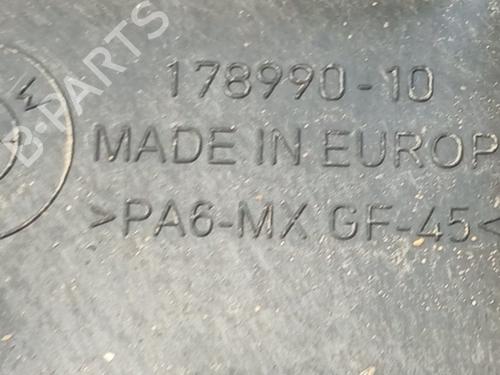 B-PARTS
178990-10
MADE IN EUROP
>PA6-MX GF-45<